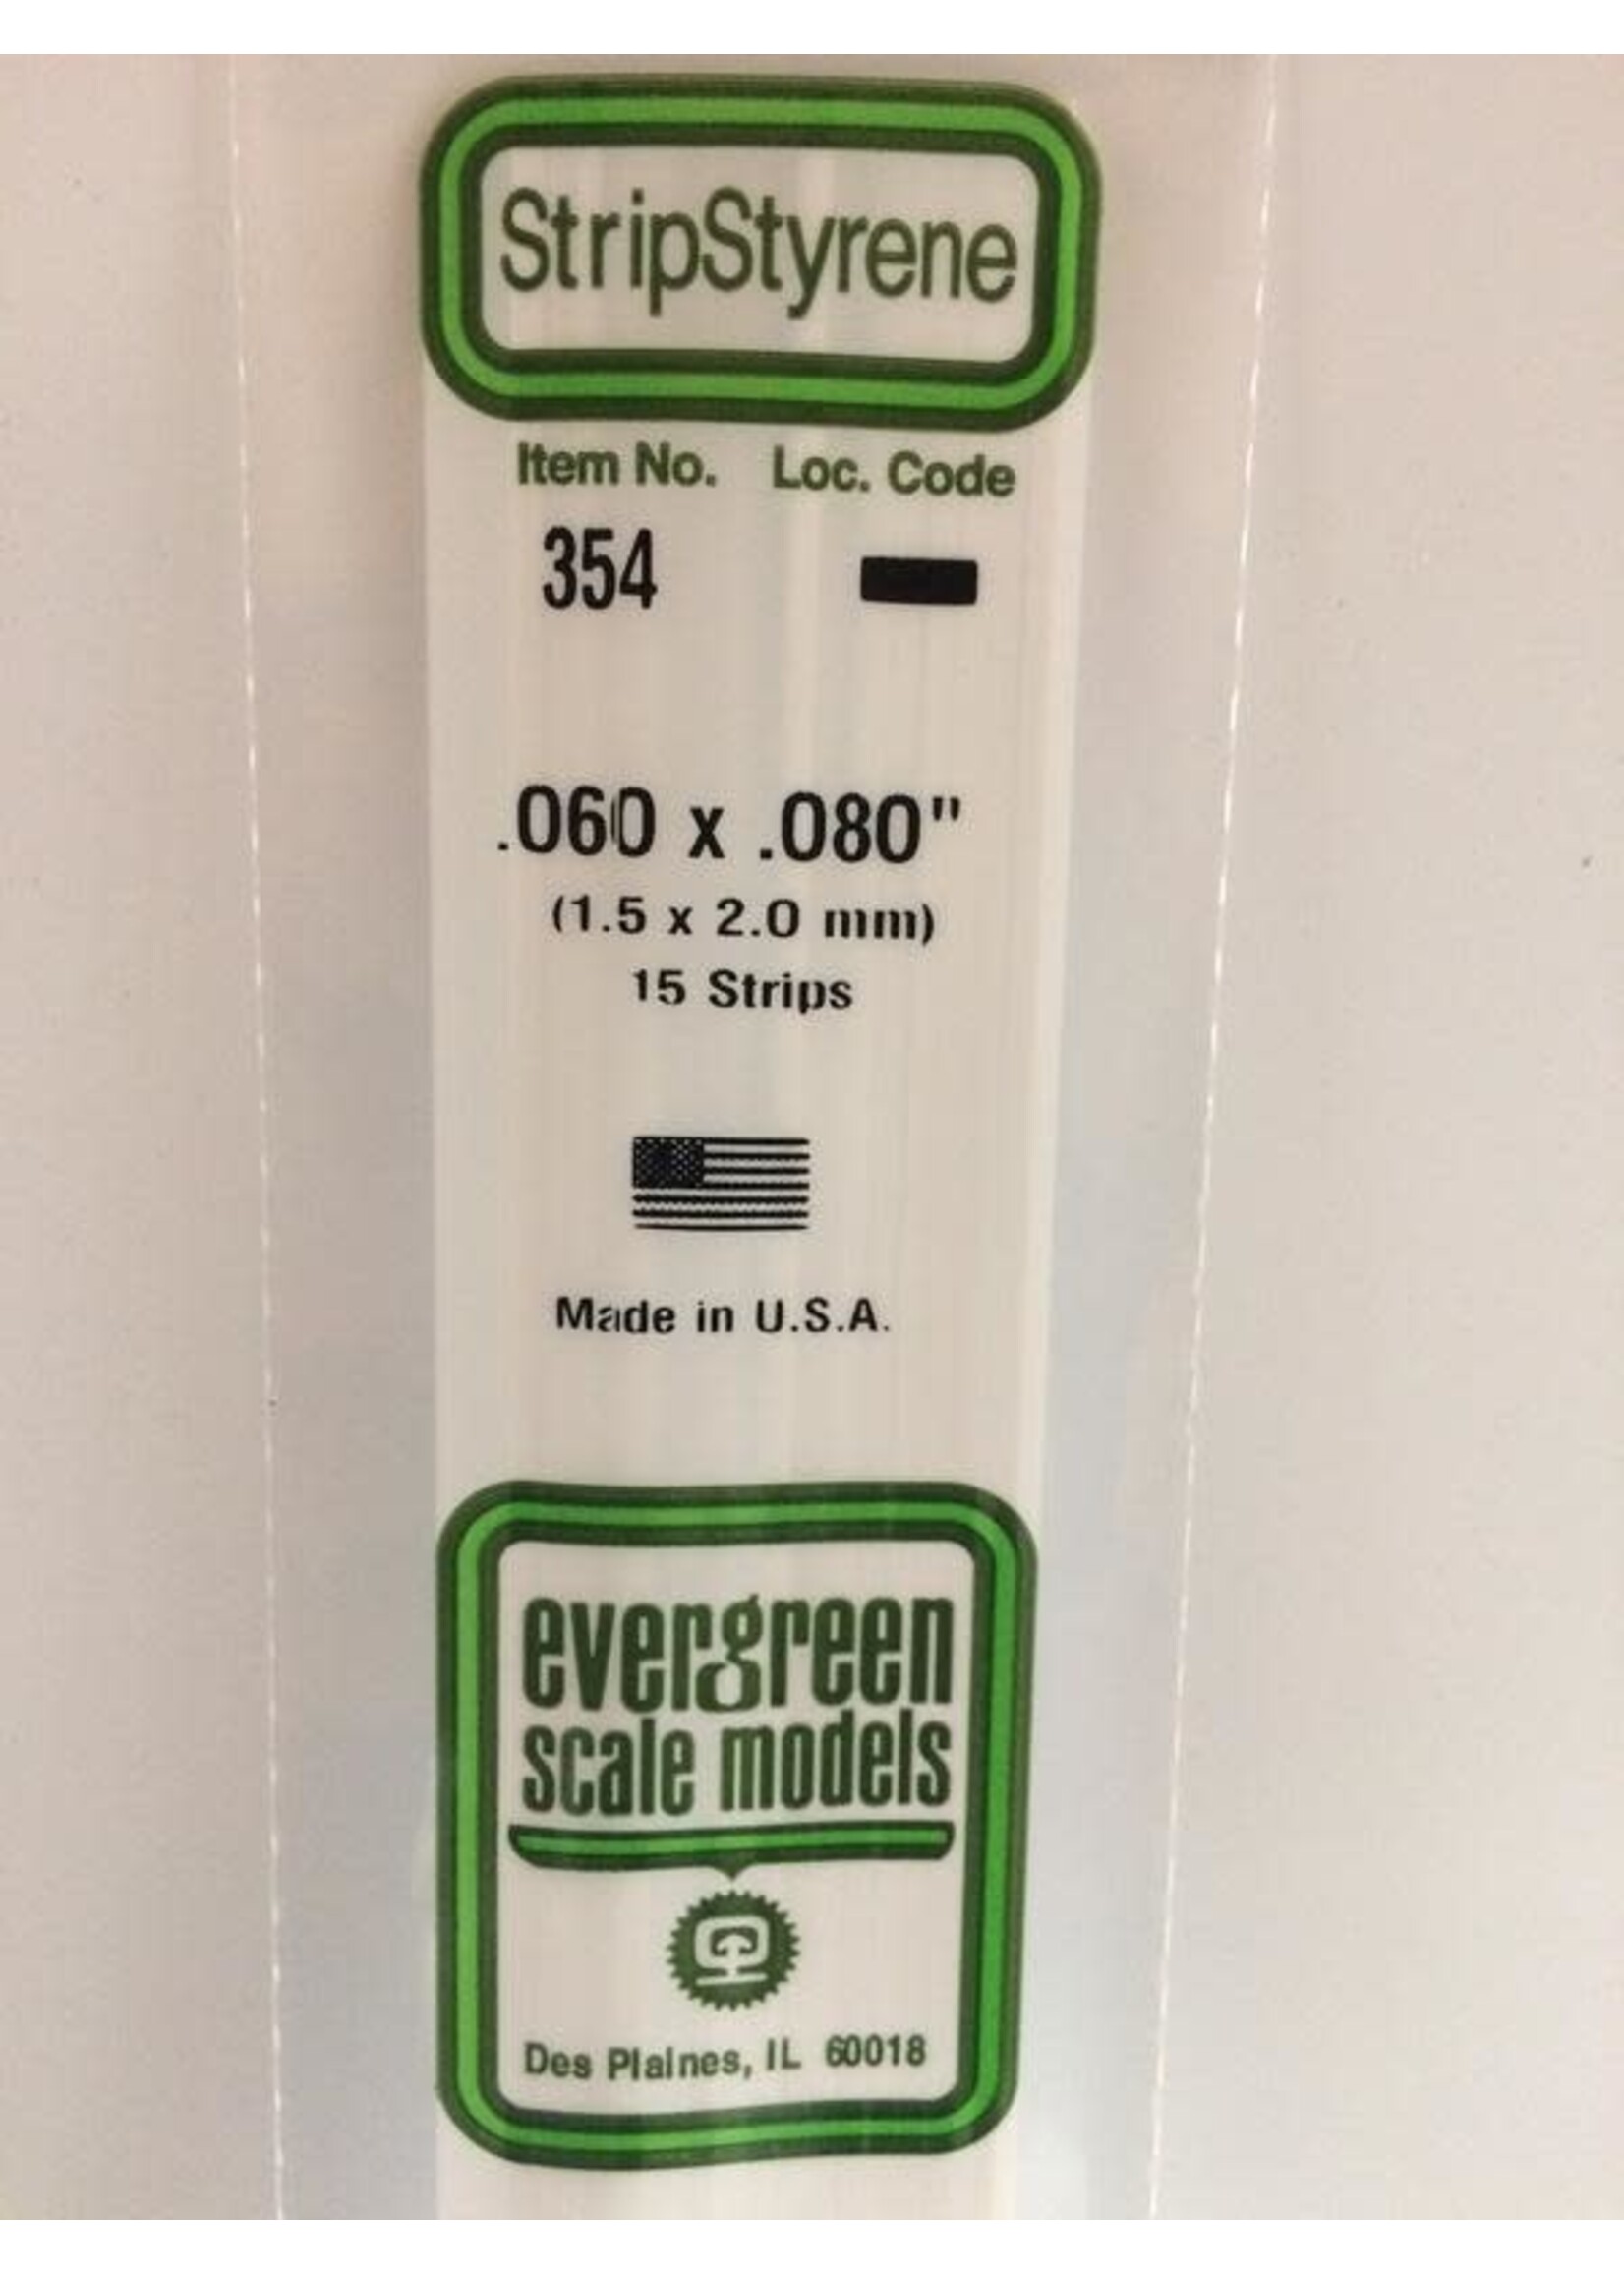 StripStyrene
Item No. Loc. Code
354
.060 x .080"
(1.5 x 2.0 mm)
15 Strips
Made in U.S.A.
evergreen
scale models
Des Plaines, IL 60018